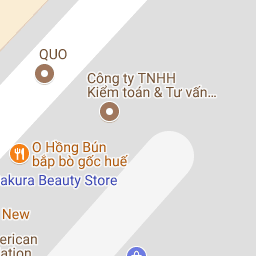 QUO
Công ty TNHH
Kiểm toán & Tư vấn...
O Hồng Bún
bắp bò gốc huế
akura Beauty Store
New
erican
ation